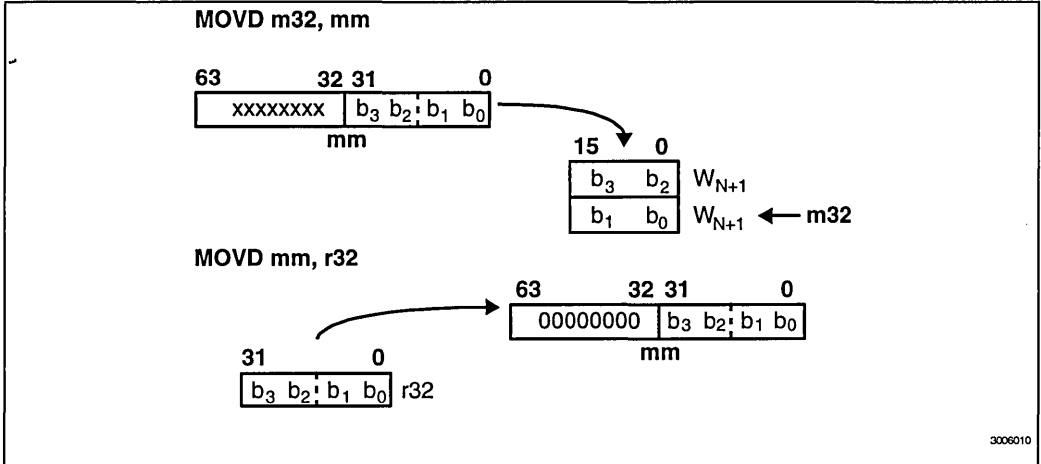 MOVD m32, mm
63 32 31 0
xxxxxxxx b3 b2 b1 b0
mm
15 0
b3 b2 WN+1
b1 b0 WN+1 m32
MOVD mm, r32
63 32 31 0
00000000 b3 b2 b1 b0
mm
31 0
b3 b2 b1 b0 r32
3006010